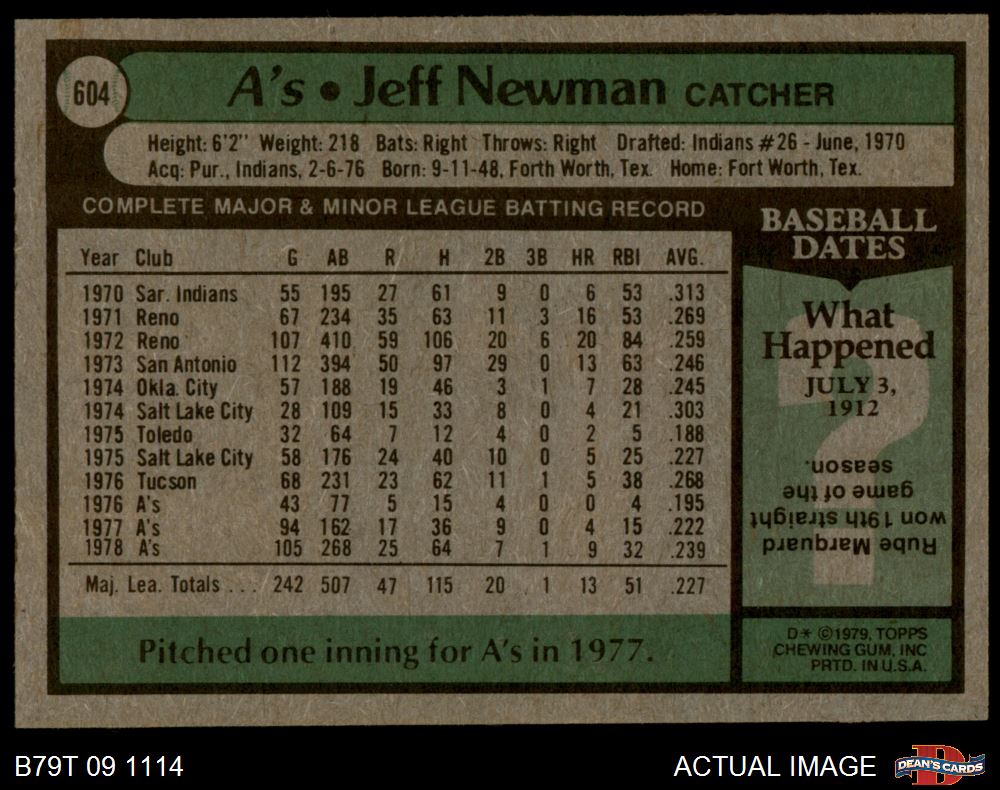 604
A's • Jeff Newman CATCHER
Height: 6'2" Weight: 218 Bats: Right Throws: Right Drafted: Indians #26 - June, 1970
Acq: Pur., Indians, 2-6-76 Born: 9-11-48, Forth Worth, Tex. Home: Fort Worth, Tex.
COMPLETE MAJOR & MINOR LEAGUE BATTING RECORD
Year Club G AB R H 2B 3B HR RBI AVG.
1970 Sar. Indians 55 195 27 61 9 0 6 53 .313
1971 Reno 67 234 35 63 11 3 16 53 .269
1972 Reno 107 410 59 106 20 6 20 84 .259
1973 San Antonio 112 394 50 97 29 0 13 63 .246
1974 Okla. City 57 188 19 46 3 1 7 28 .245
1974 Salt Lake City 28 109 15 33 8 0 4 21 .303
1975 Toledo 32 64 7 12 4 0 2 5 .188
1975 Salt Lake City 58 176 24 40 10 0 5 25 .227
1976 Tucson 68 231 23 62 11 1 5 38 .268
1976 A's 43 77 5 15 4 0 0 4 .195
1977 A's 94 162 17 36 9 0 4 15 .222
1978 A's 105 268 25 64 7 1 9 32 .239
Maj. Lea. Totals . . . 242 507 47 115 20 1 13 51 .227
Pitched one inning for A's in 1977.
BASEBALL
DATES
What
Happened
JULY 3,
1912
?
Rube Marquard
won 19th straight
game of the
season.
D* ©1979, TOPPS
CHEWING GUM, INC
PRTD. IN U.S.A.
B79T 09 1114
ACTUAL IMAGE
D
DEAN'S CARDS